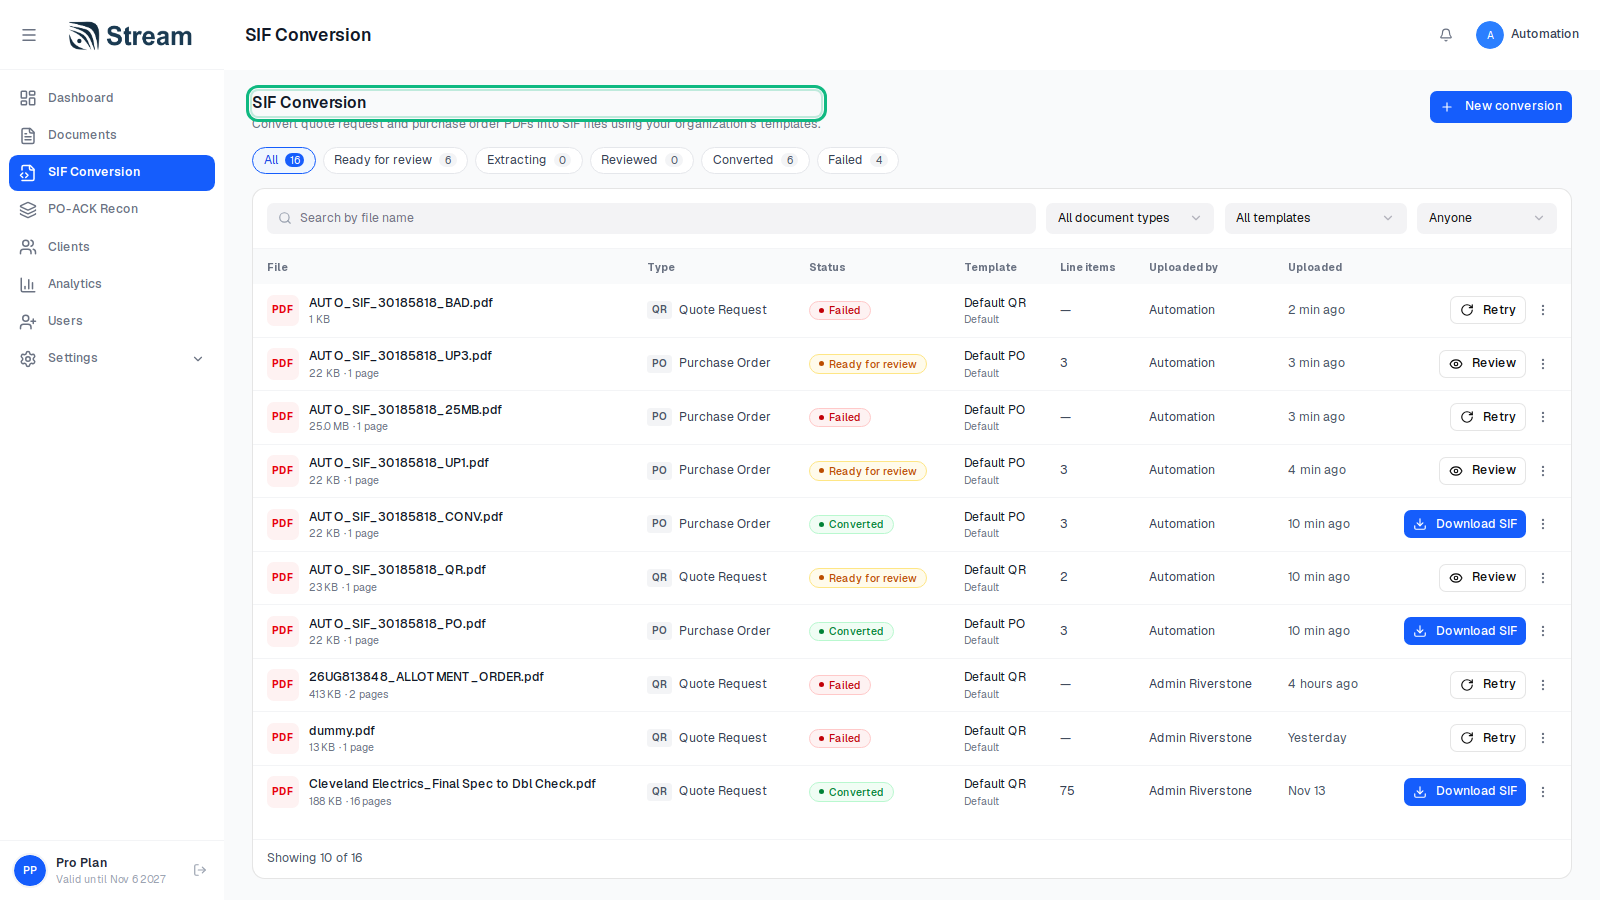 Stream
SIF Conversion
A
Automation
Dashboard
Documents
SIF Conversion
PO-ACK Recon
Clients
Analytics
Users
Settings
SIF Conversion
Convert quote request and purchase order PDFs into SIF files using your organization's templates.
New conversion
All 16
Ready for review 6
Extracting 0
Reviewed 0
Converted 6
Failed 4
Search by file name
All document types
All templates
Anyone
File Type Status Template Line items Uploaded by Uploaded
PDF AUTO_SIF_30185818_BAD.pdf QR Quote Request Failed Default QR — Automation 2 min ago Retry
1 KB Default
PDF AUTO_SIF_30185818_UP3.pdf PO Purchase Order Ready for review Default PO 3 Automation 3 min ago Review
22 KB · 1 page Default
PDF AUTO_SIF_30185818_25MB.pdf PO Purchase Order Failed Default PO — Automation 3 min ago Retry
25.0 MB · 1 page Default
PDF AUTO_SIF_30185818_UP1.pdf PO Purchase Order Ready for review Default PO 3 Automation 4 min ago Review
22 KB · 1 page Default
PDF AUTO_SIF_30185818_CONV.pdf PO Purchase Order Converted Default PO 3 Automation 10 min ago Download SIF
22 KB · 1 page Default
PDF AUTO_SIF_30185818_QR.pdf QR Quote Request Ready for review Default QR 2 Automation 10 min ago Review
23 KB · 1 page Default
PDF AUTO_SIF_30185818_PO.pdf PO Purchase Order Converted Default PO 3 Automation 10 min ago Download SIF
22 KB · 1 page Default
PDF 26UG813848_ALLOTMENT_ORDER.pdf QR Quote Request Failed Default QR — Admin Riverstone 4 hours ago Retry
413 KB · 2 pages Default
PDF dummy.pdf QR Quote Request Failed Default QR — Admin Riverstone Yesterday Retry
13 KB · 1 page Default
PDF Cleveland Electrics_Final Spec to Dbl Check.pdf QR Quote Request Converted Default QR 75 Admin Riverstone Nov 13 Download SIF
188 KB · 16 pages Default
Showing 10 of 16
PP
Pro Plan
Valid until Nov 6 2027